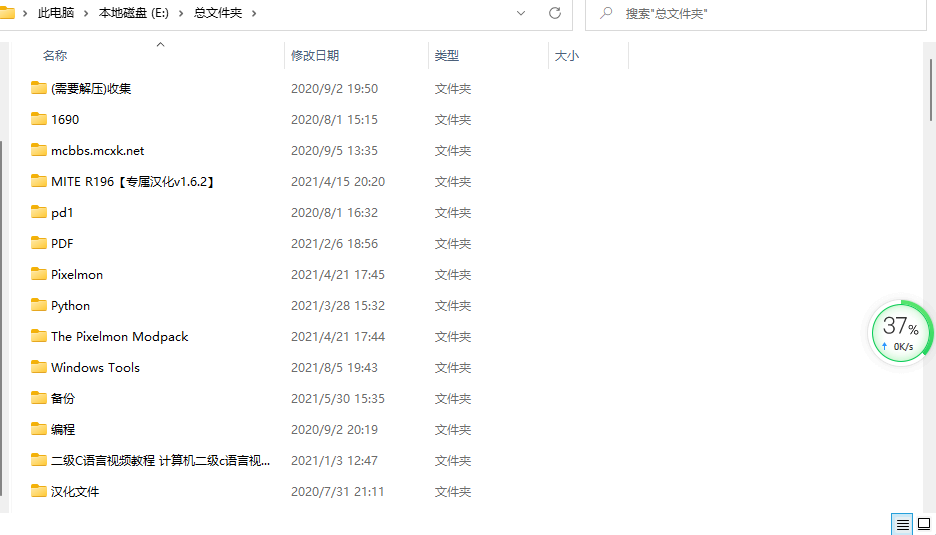 此电脑 › 本地磁盘 (E:) › 总文件夹 ›
搜索"总文件夹"
名称 修改日期 类型 大小
(需要解压)收集 2020/9/2 19:50 文件夹
1690 2020/8/1 15:15 文件夹
mcbbs.mcxk.net 2020/9/5 13:35 文件夹
MITE R196【专属汉化v1.6.2】 2021/4/15 20:20 文件夹
pd1 2020/8/1 16:32 文件夹
PDF 2021/2/6 18:56 文件夹
Pixelmon 2021/4/21 17:45 文件夹
Python 2021/3/28 15:32 文件夹
The Pixelmon Modpack 2021/4/21 17:44 文件夹
Windows Tools 2021/8/5 19:43 文件夹
备份 2021/5/30 15:35 文件夹
编程 2020/9/2 20:19 文件夹
二级C语言视频教程 计算机二级c语言视... 2021/1/3 12:47 文件夹
汉化文件 2020/7/31 21:11 文件夹
37%
0K/s